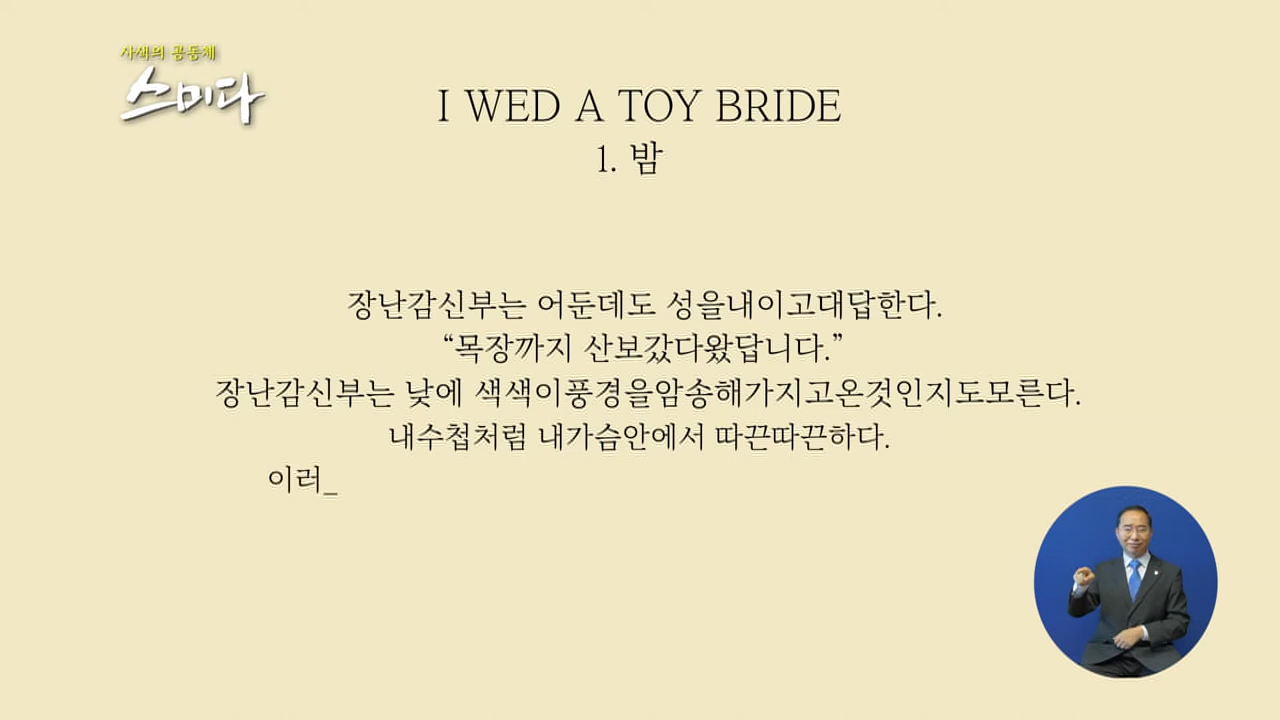 사색의 공동체
스미다
I WED A TOY BRIDE
1. 밤
장난감신부는 어둔데도 성을내이고대답한다.
“목장까지 산보갔다왔답니다.”
장난감신부는 낮에 색색이풍경을암송해가지고온것인지도모른다.
내수첩처럼 내가슴안에서 따끈따끈하다.
이러_